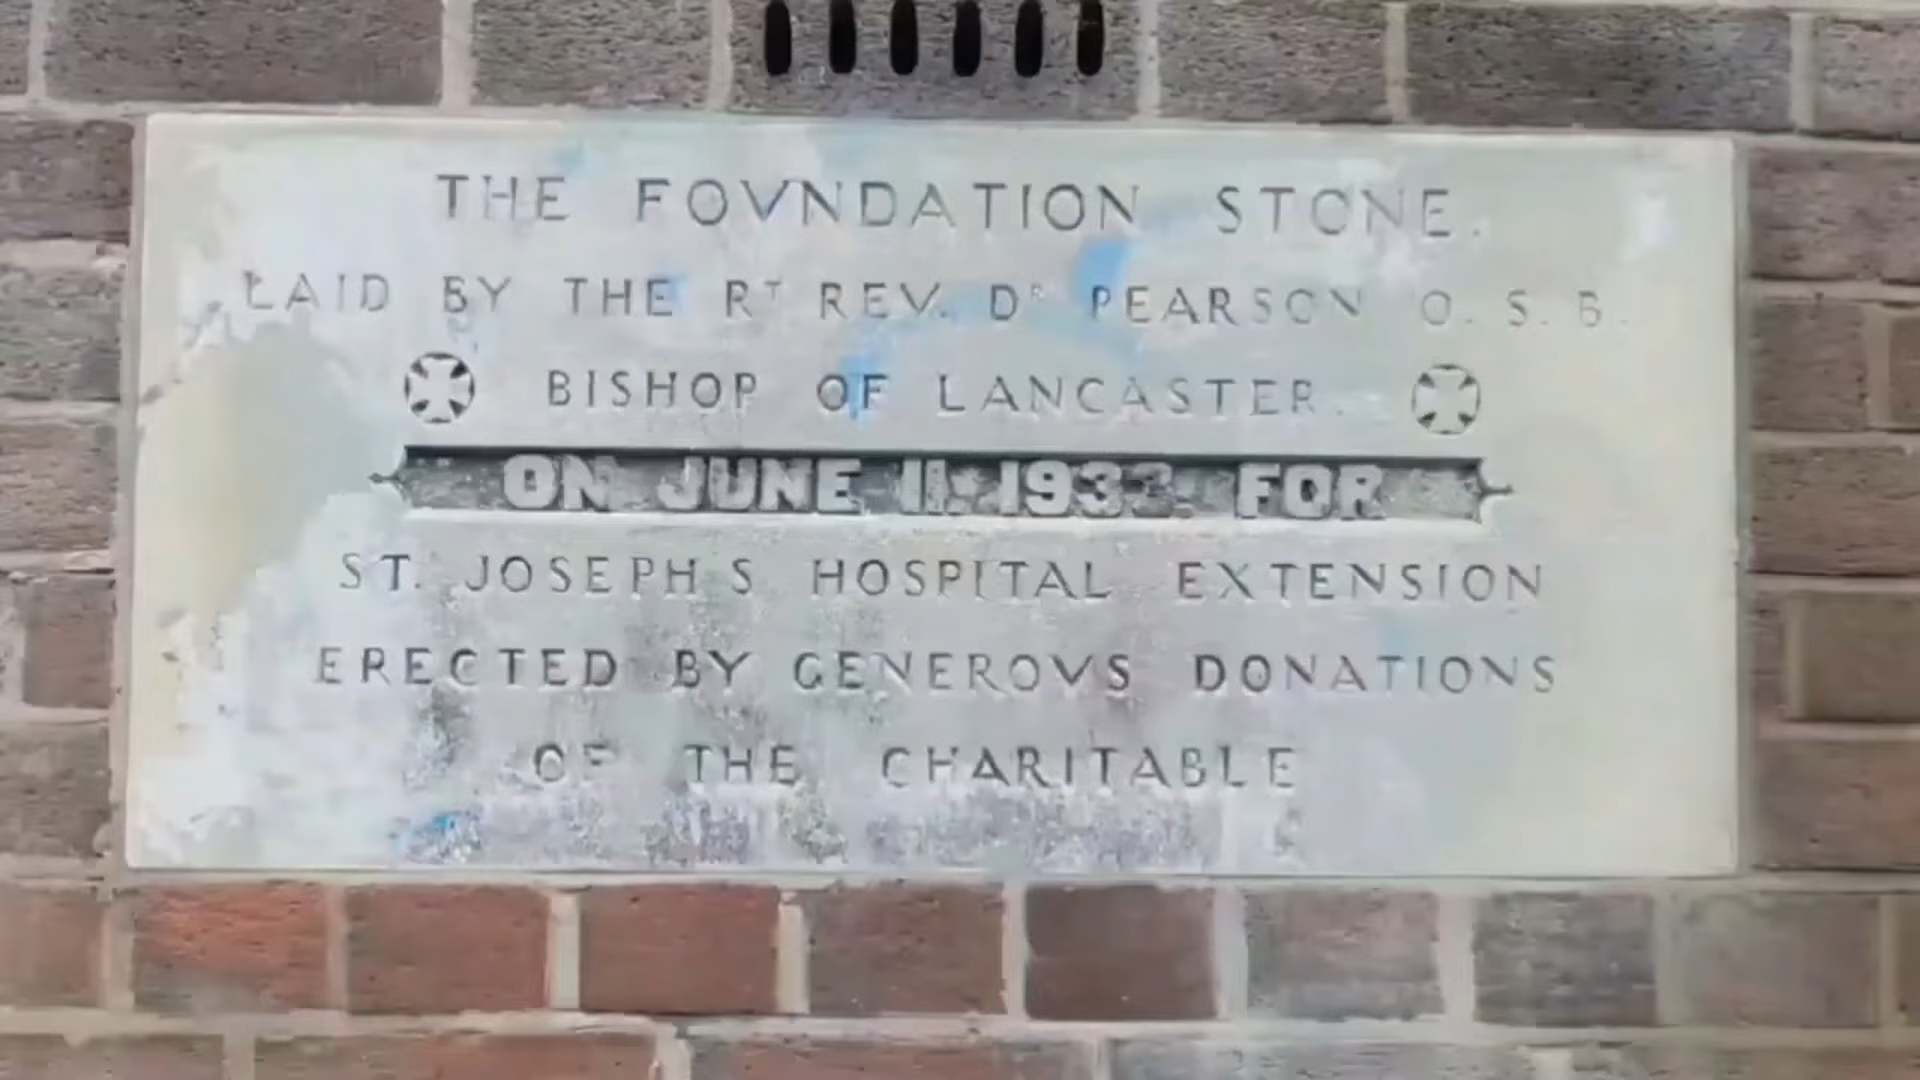 THE FOVNDATION STONE.
LAID BY THE RT REV. DR PEARSON O. S. B.
BISHOP OF LANCASTER.
ON JUNE 11. 1933. FOR
ST. JOSEPH S HOSPITAL EXTENSION
ERECTED BY GENEROVS DONATIONS
OF THE CHARITABLE